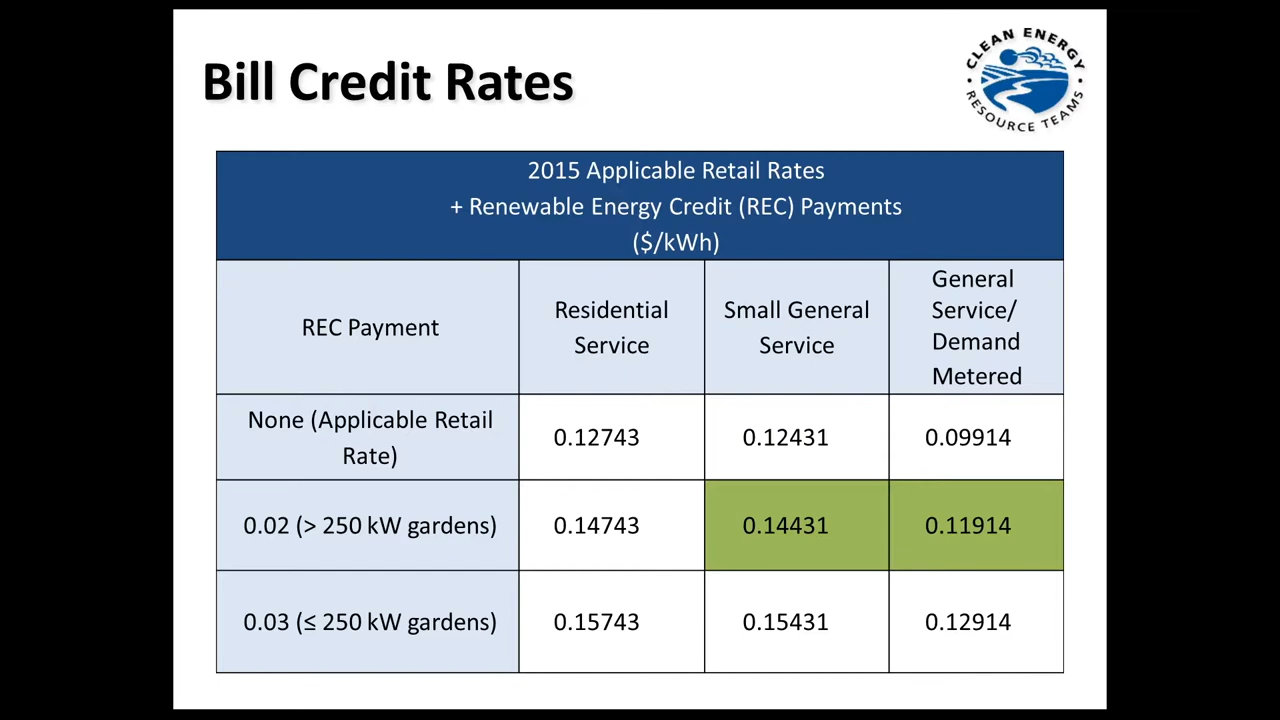 Bill Credit Rates
CLEAN ENERGY
RESOURCE TEAMS
2015 Applicable Retail Rates
+ Renewable Energy Credit (REC) Payments
($/kWh)
REC Payment
Residential
Service
Small General
Service
General
Service/
Demand
Metered
None (Applicable Retail
Rate)
0.12743
0.12431
0.09914
0.02 (> 250 kW gardens)
0.14743
0.14431
0.11914
0.03 (≤ 250 kW gardens)
0.15743
0.15431
0.12914